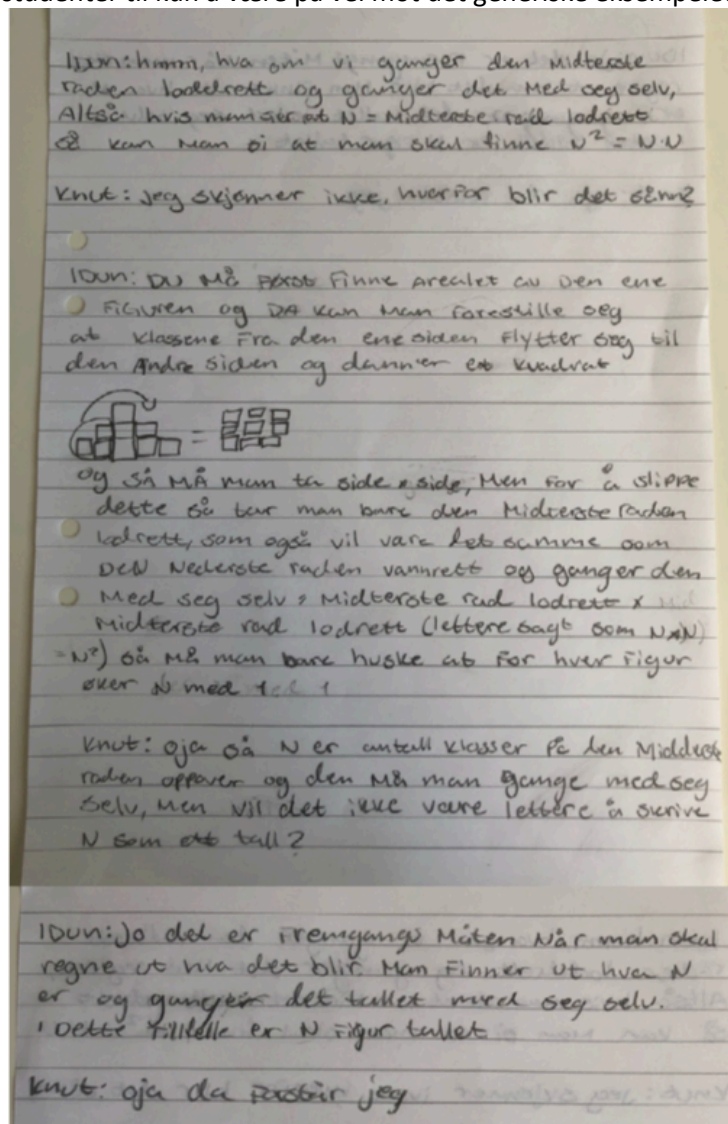 studenter til kan å være på vei mot det generiske eksempelet
IDun: hmmm, hva om vi ganger den Midterste
raden loddrett og ganger det Med seg selv,
Altså hvis man at N = Midterste rad lodrett
så kan Man si at man skal finne N² = N·N
Knut: jeg skjønner ikke, hvorfor blir det sånn?
IDun: DU Må Først Finne arealet av Den ene
Figuren og DA kan Man forestille seg
at klossene Fra den ene siden Flytter seg til
den Andre siden og danner et kvadrat
=
og SÅ MÅ man ta side x side, Men for å slippe
dette så tar man bare den Midterste raden
lodrett, som også vil være det samme som
DEN Nederste raden vannrett og ganger den
Med seg selv = Midterste rad lodrett x
Midterste rad lodrett (lettere sagt som N×N)
=N²) så Må man bare huske at For hver Figur
øker N med 1
Knut: oja så N er antall klosser På den Midterste
raden oppover og den Må man gange med seg
selv, Men vil det ikke være lettere å skrive
N som ett tall?
IDun: Jo det er Fremgangs Måten Når man skal
regne ut hva det blir Man Finner ut hva N
er og ganger det tallet med seg selv.
i Dette Tillfelle er N Figur tallet
Knut: oja da Forstår jeg